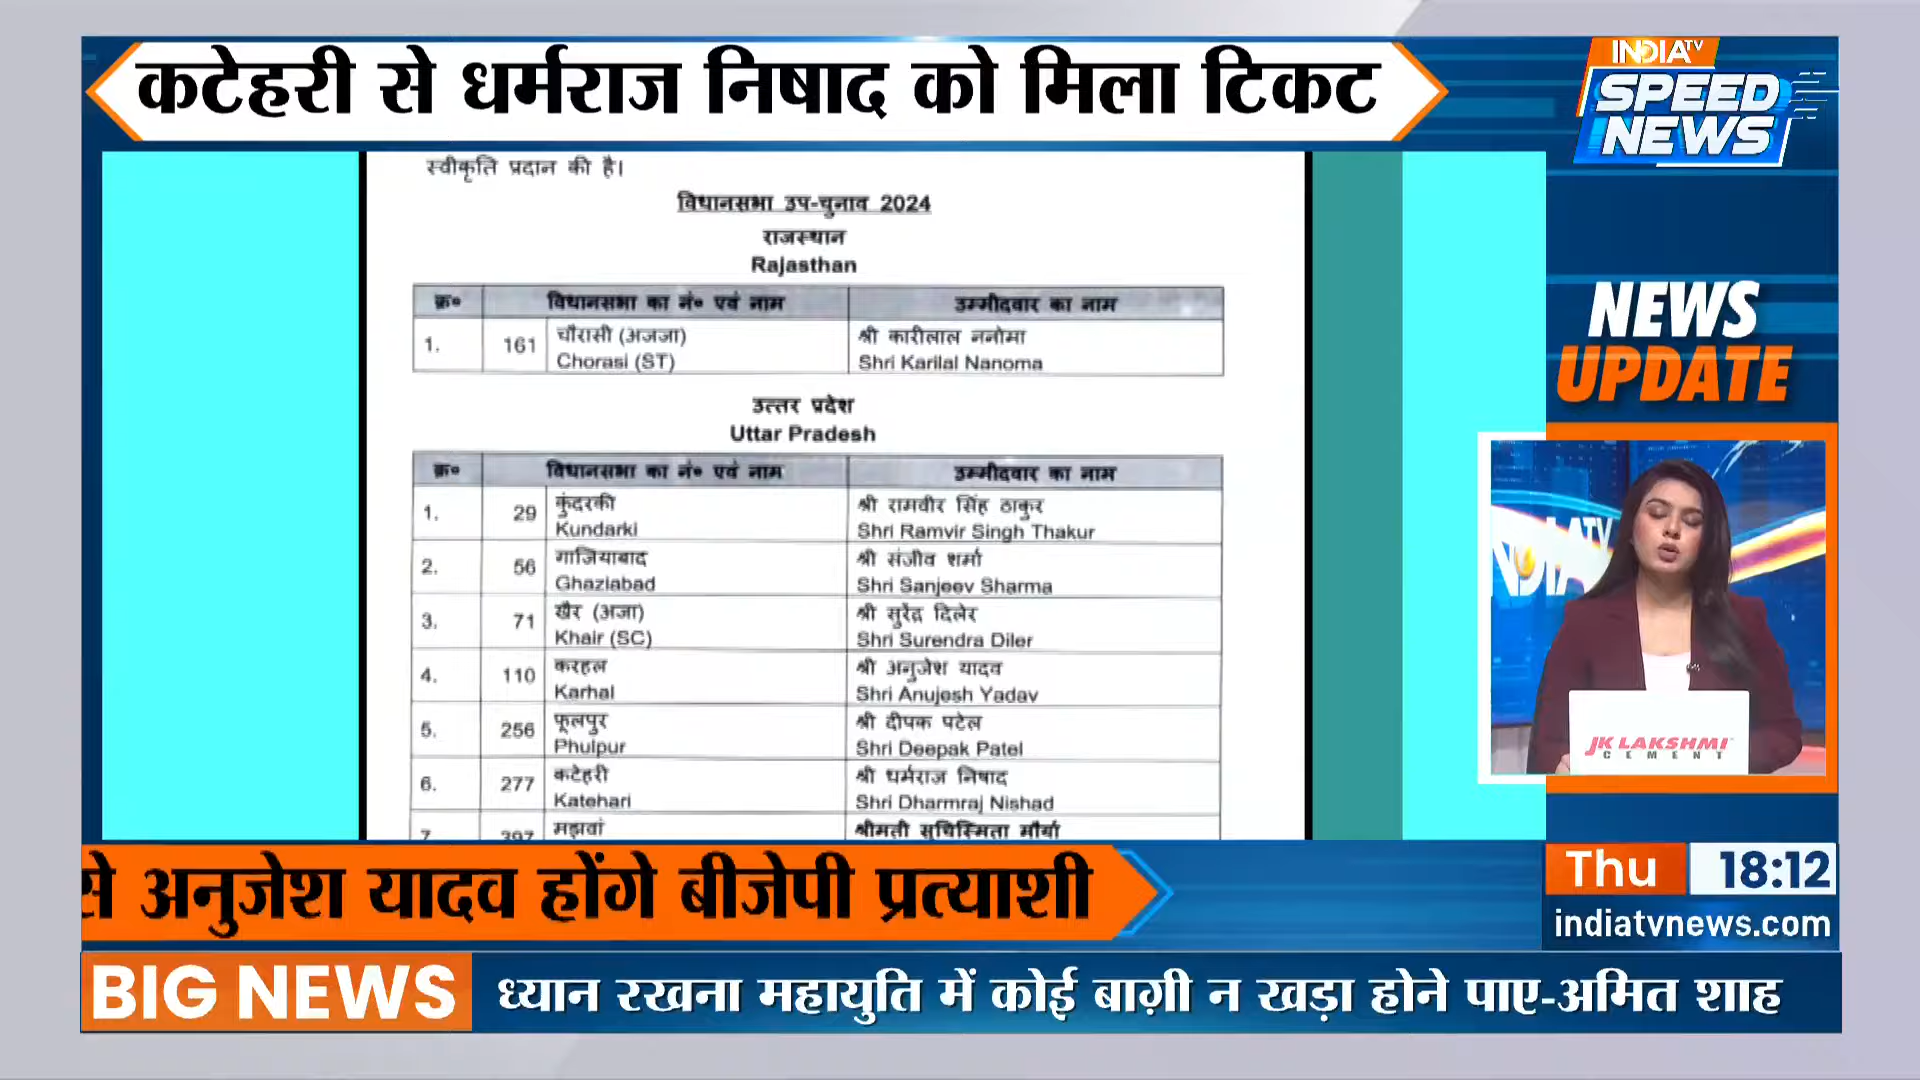 कटेहरी से धर्मराज निषाद को मिला टिकट
INDIA TV
SPEED
NEWS
स्वीकृति प्रदान की है।
विधानसभा उप-चुनाव 2024
राजस्थान
Rajasthan
क्र० विधानसभा का नं० एवं नाम उम्मीदवार का नाम
1. 161 चौरासी (अजजा) श्री कारीलाल ननोमा
Chorasi (ST) Shri Karilal Nanoma
उत्तर प्रदेश
Uttar Pradesh
क्र० विधानसभा का नं० एवं नाम उम्मीदवार का नाम
1. 29 कुंदरकी श्री रामवीर सिंह ठाकुर
Kundarki Shri Ramvir Singh Thakur
2. 56 गाजियाबाद श्री संजीव शर्मा
Ghaziabad Shri Sanjeev Sharma
3. 71 खैर (अजा) श्री सुरेंद्र दिलेर
Khair (SC) Shri Surendra Diler
4. 110 करहल श्री अनुजेश यादव
Karhal Shri Anujesh Yadav
5. 256 फूलपुर श्री दीपक पटेल
Phulpur Shri Deepak Patel
6. 277 कटेहरी श्री धर्मराज निषाद
Katehari Shri Dharmraj Nishad
7. 397 मझवां श्रीमती सुचिस्मिता मौर्या
NEWS
UPDATE
JK LAKSHMI
CEMENT
से अनुजेश यादव होंगे बीजेपी प्रत्याशी
Thu 18:12
indiatvnews.com
BIG NEWS ध्यान रखना महायुति में कोई बाग़ी न खड़ा होने पाए-अमित शाह